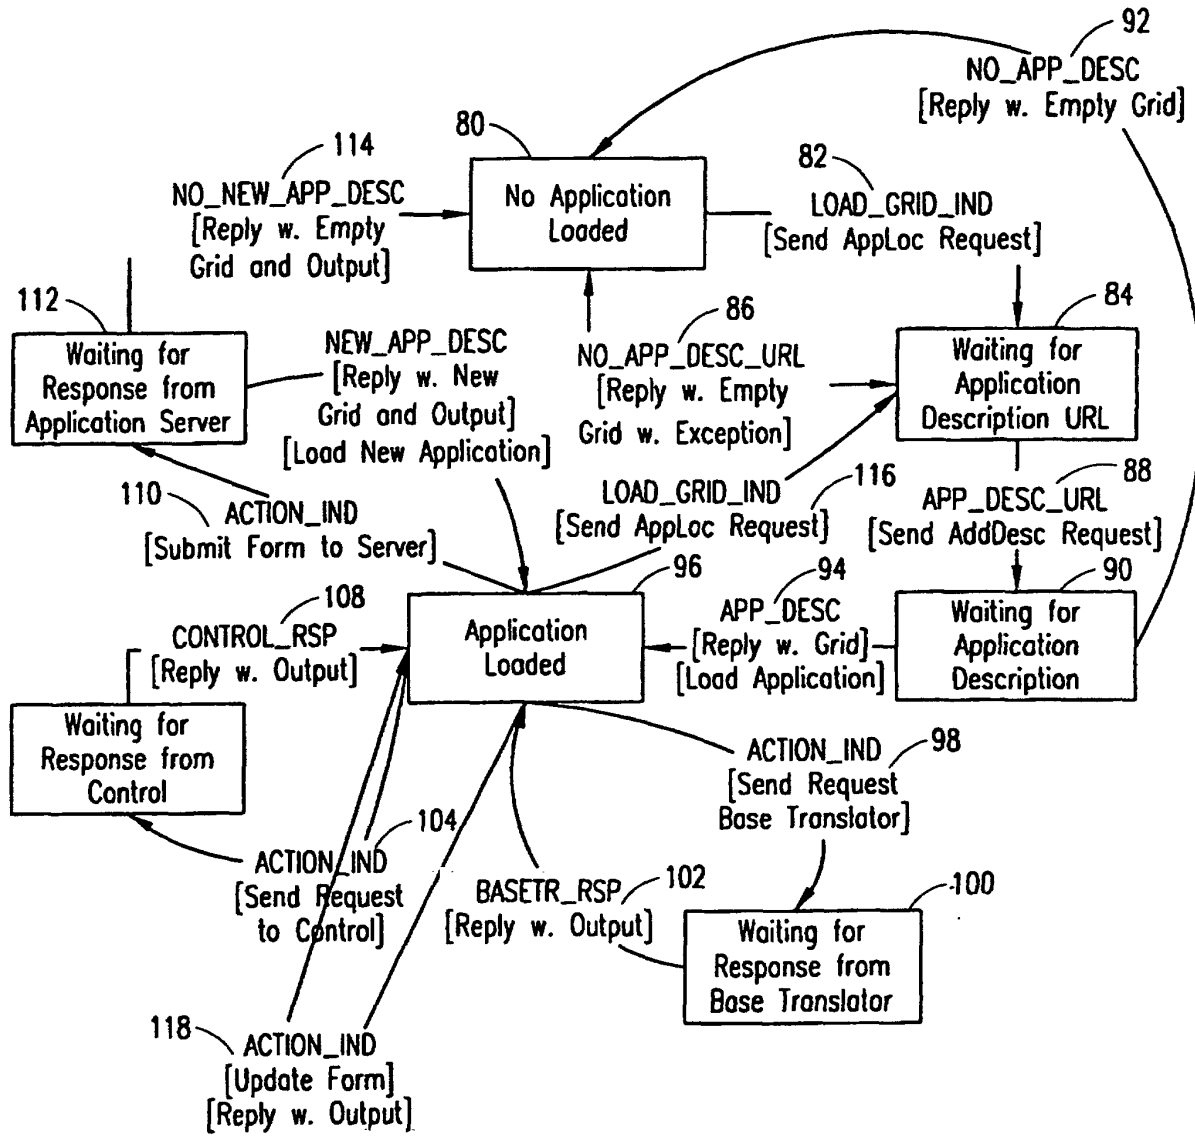 92
NO_APP_DESC
[Reply w. Empty Grid]
80
No Application
Loaded
82
LOAD_GRID_IND
[Send AppLoc Request]
114
NO_NEW_APP_DESC
[Reply w. Empty
Grid and Output]
112
Waiting for
Response from
Application Server
NEW_APP_DESC
[Reply w. New
Grid and Output]
[Load New Application]
86
NO_APP_DESC_URL
[Reply w. Empty
Grid w. Exception]
84
Waiting for
Application
Description URL
110
ACTION_IND
[Submit Form to Server]
LOAD_GRID_IND
[Send AppLoc Request]
116
88
APP_DESC_URL
[Send AddDesc Request]
108
CONTROL_RSP
[Reply w. Output]
96
Application
Loaded
94
APP_DESC
[Reply w. Grid]
[Load Application]
90
Waiting for
Application
Description
Waiting for
Response from
Control
98
ACTION_IND
[Send Request
Base Translator]
104
ACTION_IND
[Send Request
to Control]
102
BASETR_RSP
[Reply w. Output]
100
Waiting for
Response from
Base Translator
118
ACTION_IND
[Update Form]
[Reply w. Output]